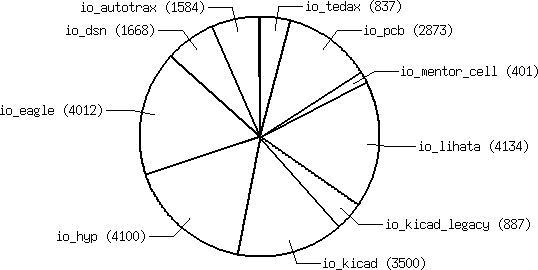 io_autotrax (1584)
io_tedax (837)
io_dsn (1668)
io_pcb (2873)
io_mentor_cell (401)
io_eagle (4012)
io_lihata (4134)
io_kicad_legacy (887)
io_hyp (4100)
io_kicad (3500)